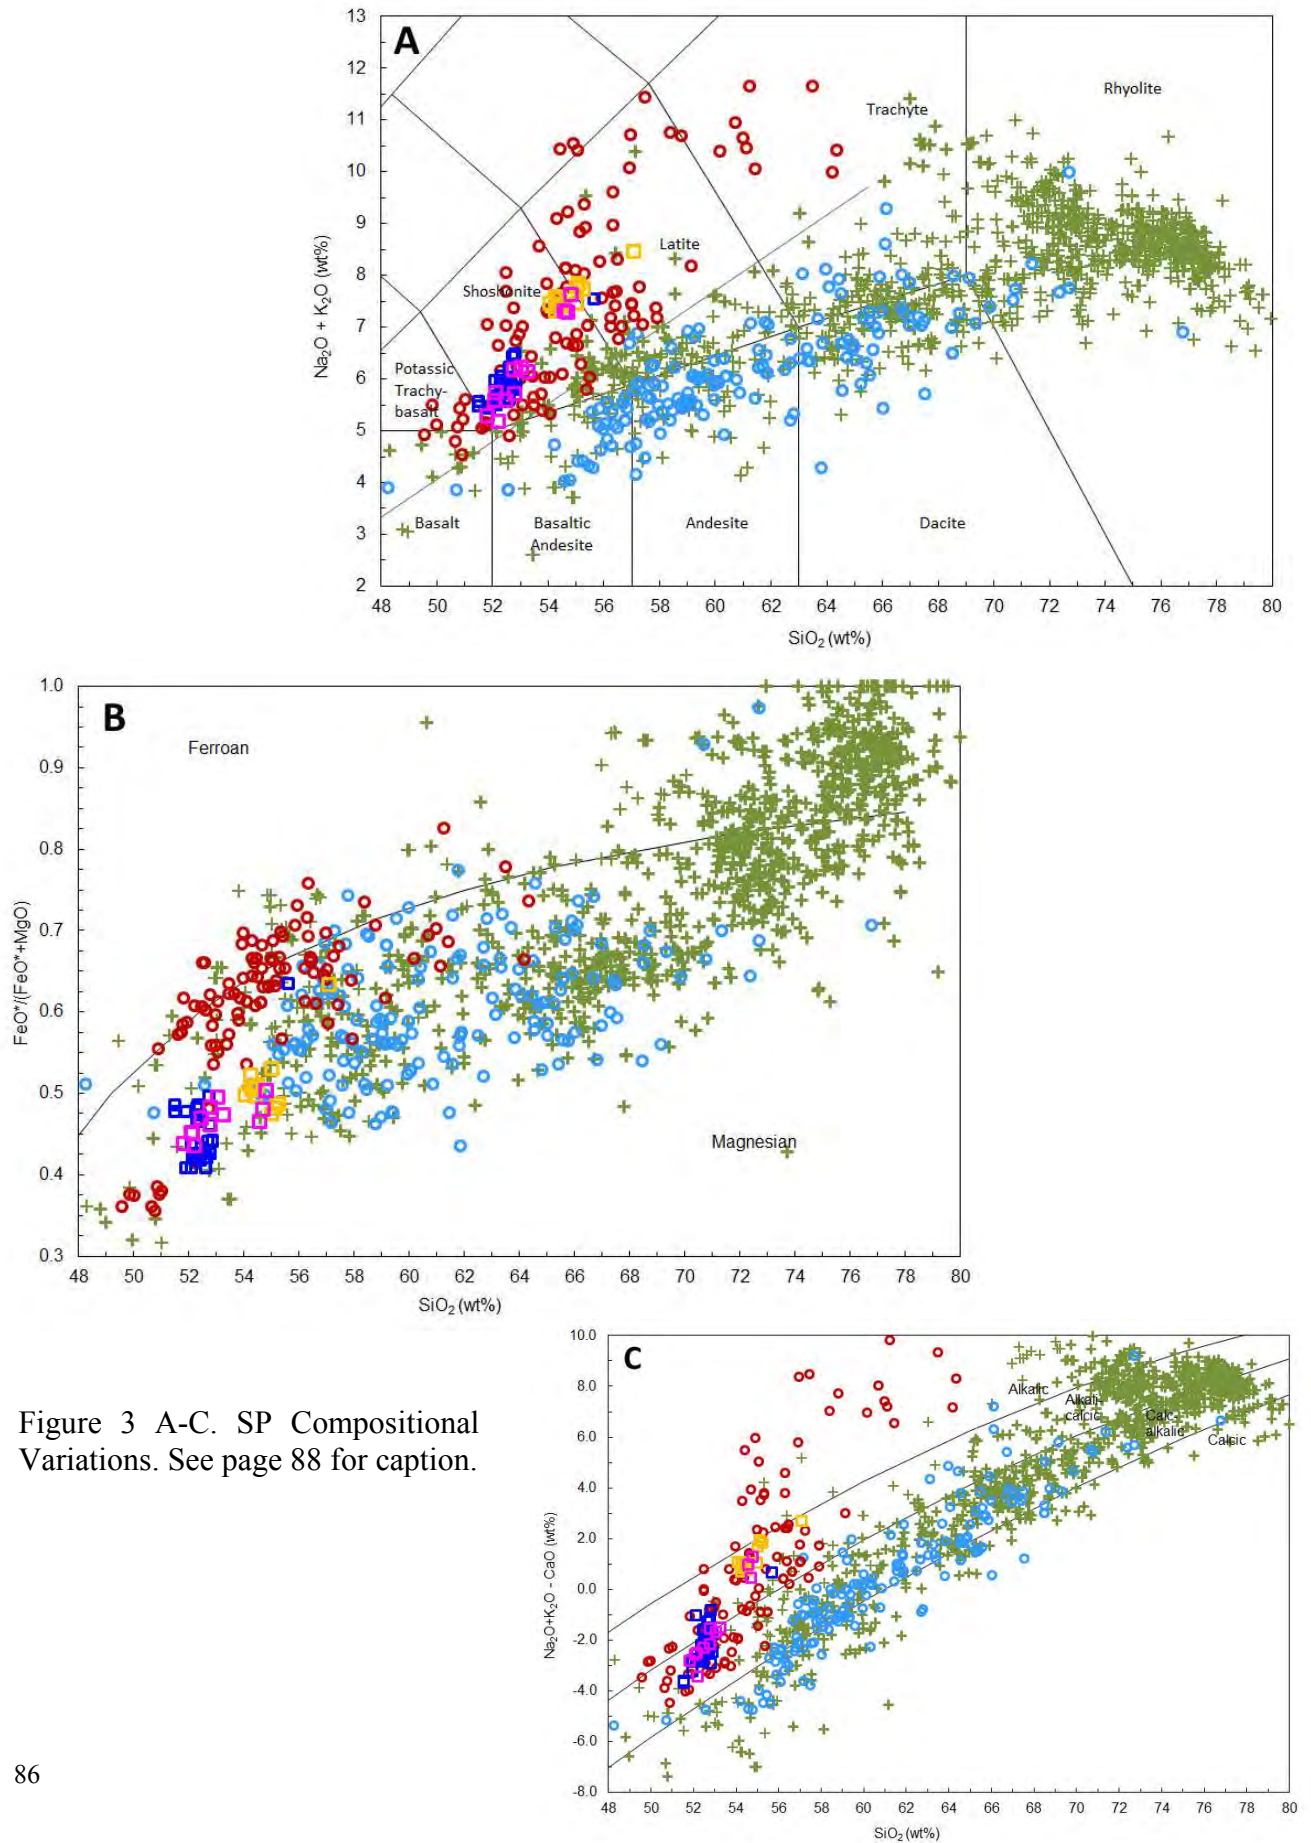 A
13
12
11
10
9
8
7
6
5
4
3
2
Na2O + K2O (wt%)
Rhyolite
Trachyte
Latite
Shoshonite
Potassic
Trachy-
basalt
Basalt
Basaltic
Andesite
Andesite
Dacite
48 50 52 54 56 58 60 62 64 66 68 70 72 74 76 78 80
SiO2 (wt%)
B
1.0
0.9
0.8
0.7
0.6
0.5
0.4
0.3
FeO*/(FeO*+MgO)
Ferroan
Magnesian
48 50 52 54 56 58 60 62 64 66 68 70 72 74 76 78 80
SiO2 (wt%)
C
10.0
8.0
6.0
4.0
2.0
0.0
-2.0
-4.0
-6.0
-8.0
Na2O+K2O - CaO (wt%)
Alkalic
Alkali-
calcic
Calc-
alkalic
Calcic
48 50 52 54 56 58 60 62 64 66 68 70 72 74 76 78 80
SiO2 (wt%)
Figure 3 A-C. SP Compositional
Variations. See page 88 for caption.
86